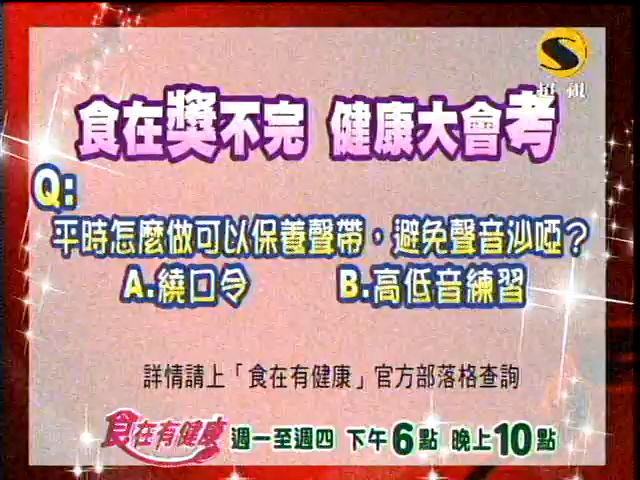 超視
食在獎不完 健康大會考
Q:
平時怎麼做可以保養聲帶，避免聲音沙啞？
A.繞口令 B.高低音練習
詳情請上「食在有健康」官方部落格查詢
食在有健康 週一至週四 下午6點 晚上10點